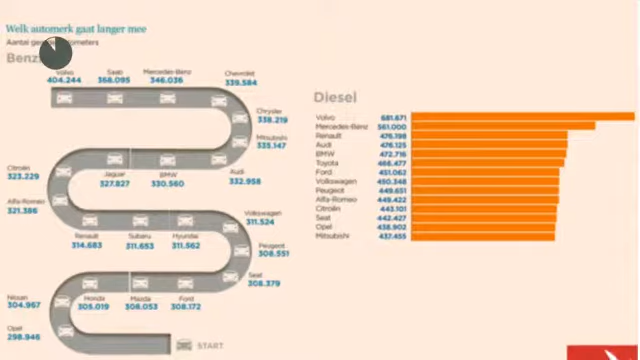 Welk automerk gaat langer mee
Aantal
Volvo
404.244
Saab
368.095
Mercedes-Benz
346.036
Chevrolet
339.584
Chrysler
338.219
Mitsubishi
335.147
Audi
332.958
BMW
330.560
Jaguar
327.827
Citroën
323.229
Alfa-Romeo
321.386
Renault
314.683
Subaru
311.653
Hyundai
311.562
Volkswagen
311.524
Peugeot
308.551
Seat
308.379
Ford
308.172
Mazda
308.053
Honda
305.019
Nissan
304.967
Opel
298.946
START
Diesel
Volvo 681.871
Mercedes-Benz 561.000
Renault 476.198
Audi 476.125
BMW 472.716
Toyota 466.477
Ford 451.062
Volkswagen 450.348
Peugeot 449.651
Alfa-Romeo 449.422
Citroën 443.101
Seat 442.427
Opel 438.902
Mitsubishi 437.455